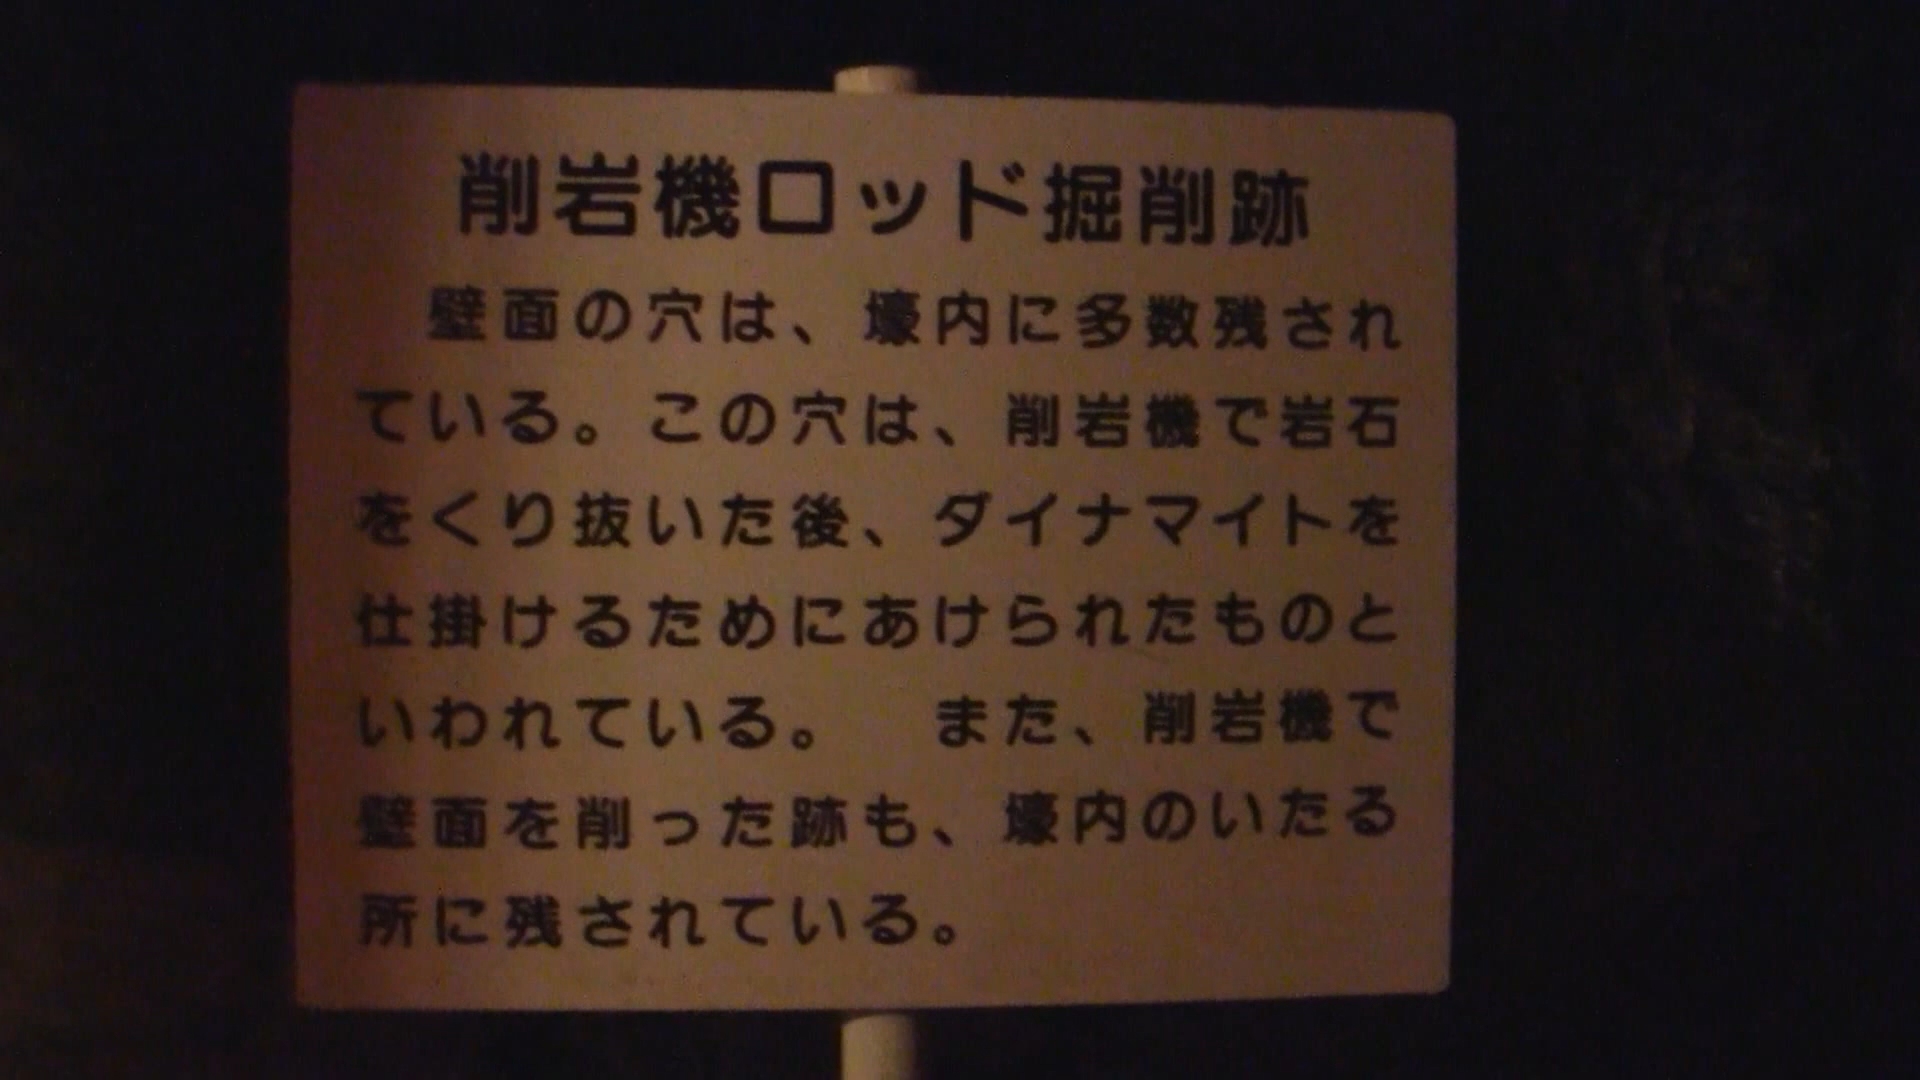 削岩機ロッド掘削跡
壁面の穴は、壕内に多数残され
ている。この穴は、削岩機で岩石
をくり抜いた後、ダイナマイトを
仕掛けるためにあけられたものと
いわれている。　また、削岩機で
壁面を削った跡も、壕内のいたる
所に残されている。